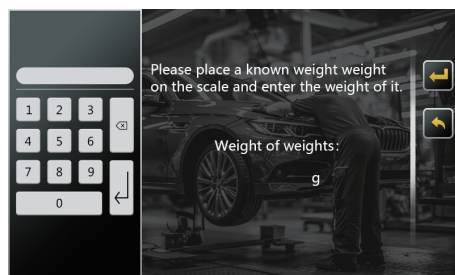 1 2 3
4 5 6
7 8 9
0
Please place a known weight weight
on the scale and enter the weight of it.
Weight of weights:
g